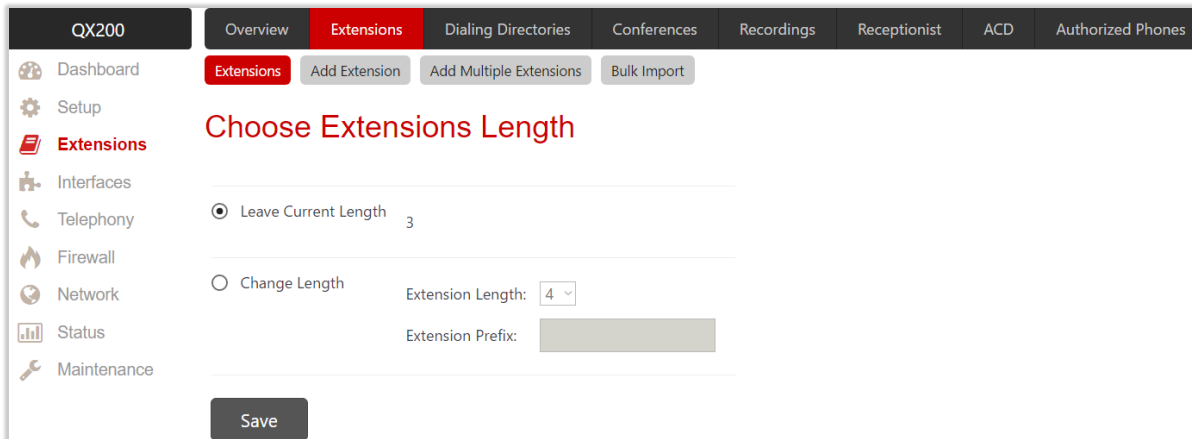 QX200
Overview Extensions Dialing Directories Conferences Recordings Receptionist ACD Authorized Phones
Dashboard
Setup
Extensions
Interfaces
Telephony
Firewall
Network
Status
Maintenance
Extensions Add Extension Add Multiple Extensions Bulk Import
Choose Extensions Length
Leave Current Length 3
Change Length
Extension Length: 4
Extension Prefix:
Save